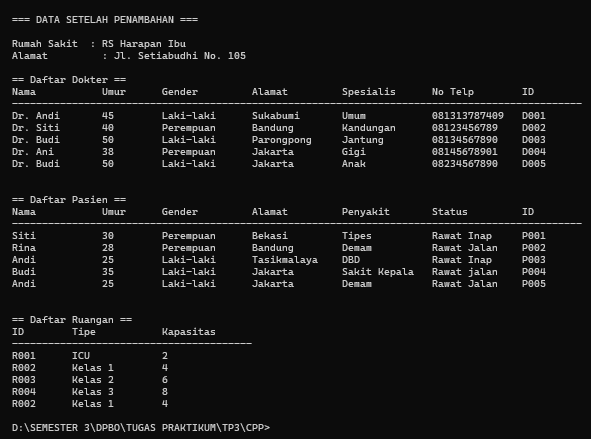 === DATA SETELAH PENAMBAHAN ===
Rumah Sakit  : RS Harapan Ibu
Alamat         : Jl. Setiabudhi No. 105
== Daftar Dokter ==
Nama           Umur      Gender         Alamat         Spesialis      No Telp        ID
-----------------------------------------------------------------------------------------------
Dr. Andi       45        Laki-laki      Sukabumi       Umum           081313787409   D001
Dr. Siti       40        Perempuan      Bandung        Kandungan      08123456789    D002
Dr. Budi       50        Laki-laki      Parongpong     Jantung        08134567890    D003
Dr. Ani        38        Perempuan      Jakarta        Gigi           08145678901    D004
Dr. Budi       50        Laki-laki      Jakarta        Anak           08234567890    D005
== Daftar Pasien ==
Nama           Umur      Gender         Alamat         Penyakit       Status         ID
-----------------------------------------------------------------------------------------------
Siti           30        Perempuan      Bekasi         Tipes          Rawat Inap     P001
Rina           28        Perempuan      Bandung        Demam          Rawat Jalan    P002
Andi           25        Laki-laki      Tasikmalaya    DBD            Rawat Inap     P003
Budi           35        Laki-laki      Jakarta        Sakit Kepala   Rawat jalan    P004
Andi           25        Laki-laki      Jakarta        Demam          Rawat Jalan    P005
== Daftar Ruangan ==
ID        Tipe           Kapasitas
----------------------------------------
R001      ICU            2
R002      Kelas 1        4
R003      Kelas 2        6
R004      Kelas 3        8
R002      Kelas 1        4
D:\SEMESTER 3\DPBO\TUGAS PRAKTIKUM\TP3\CPP>